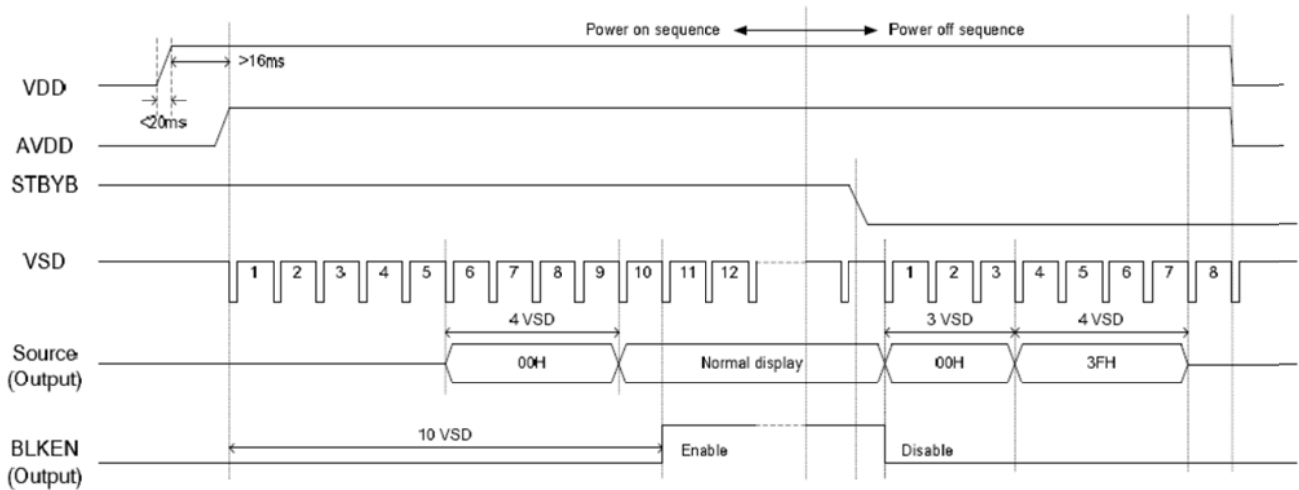 Power on sequence Power off sequence
VDD >16ms
<20ms
AVDD
STBYB
VSD 1 2 3 4 5 6 7 8 9 10 11 12 1 2 3 4 5 6 7 8
4 VSD 3 VSD 4 VSD
Source
(Output)
00H Normal display 00H 3FH
10 VSD
BLKEN
(Output)
Enable Disable